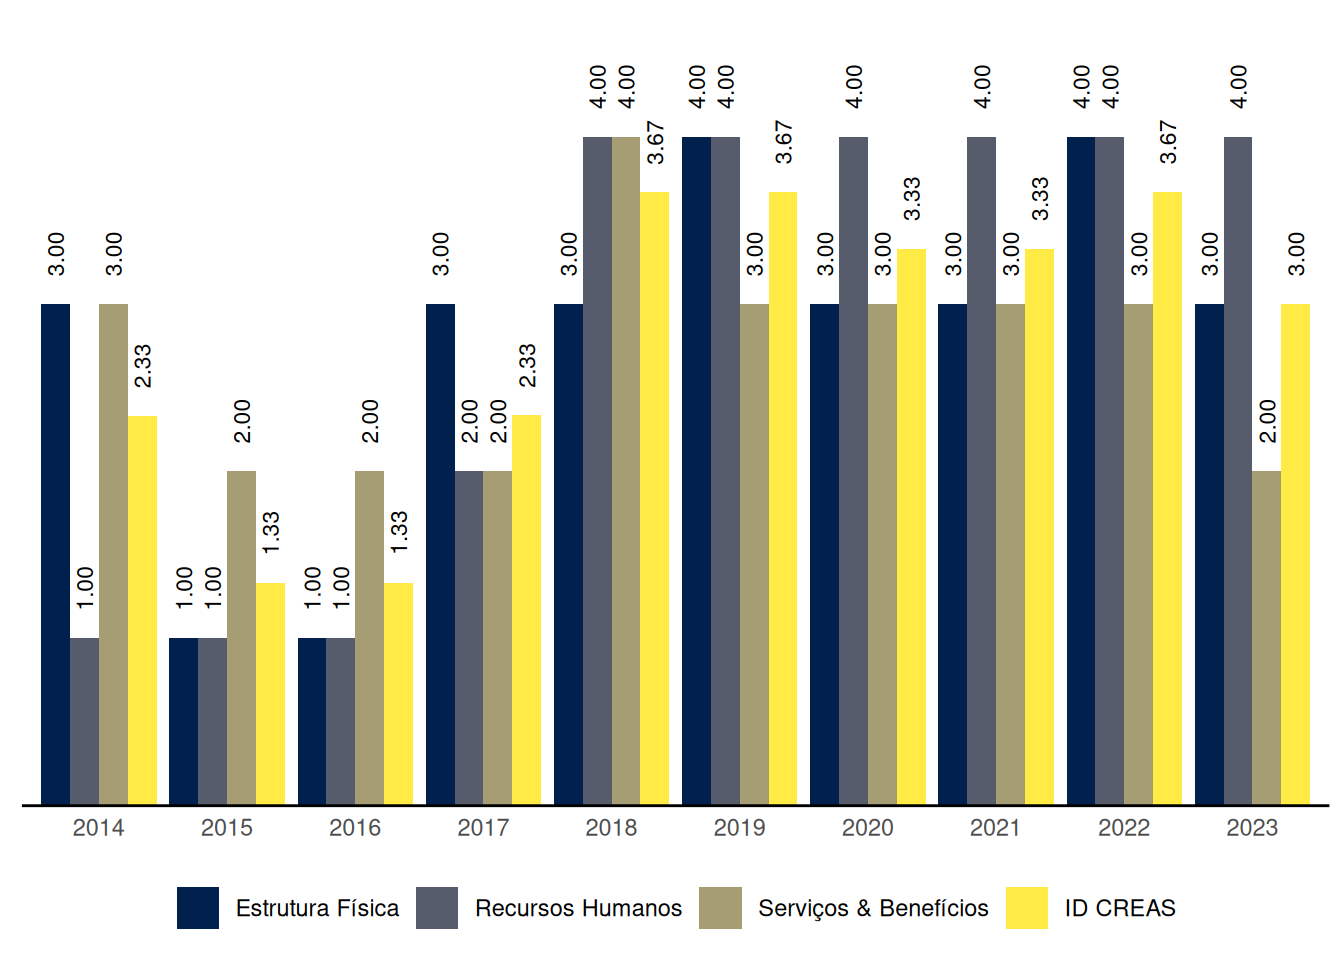 3.00 1.00 3.00 2.33 1.00 1.00 2.00 1.33 1.00 1.00 2.00 1.33 3.00 2.00 2.00 2.33 3.00 4.00 4.00 3.67 4.00 4.00 3.00 3.67 3.00 4.00 3.00 3.33 3.00 4.00 3.00 3.33 4.00 4.00 3.00 3.67 3.00 4.00 2.00 3.00
2014 2015 2016 2017 2018 2019 2020 2021 2022 2023
Estrutura Física Recursos Humanos Serviços & Benefícios ID CREAS